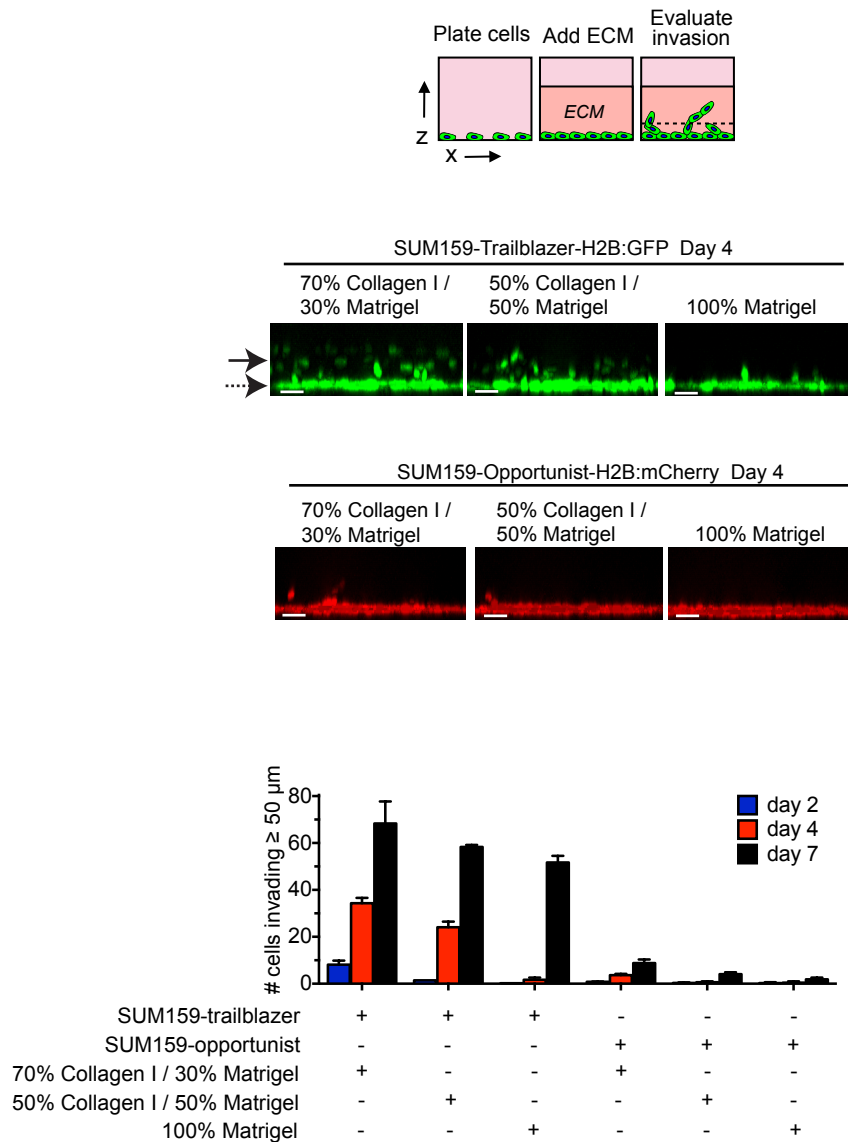 Plate cells Add ECM Evaluate invasion
ECM
Z
X
SUM159-Trailblazer-H2B:GFP Day 4
70% Collagen I / 50% Collagen I /
30% Matrigel 50% Matrigel 100% Matrigel
SUM159-Opportunist-H2B:mCherry Day 4
70% Collagen I / 50% Collagen I /
30% Matrigel 50% Matrigel 100% Matrigel
# cells invading ≥ 50 µm
80
60
40
20
0
day 2
day 4
day 7
SUM159-trailblazer + + + - - -
SUM159-opportunist - - - + + +
70% Collagen I / 30% Matrigel + - - + - -
50% Collagen I / 50% Matrigel - + - - + -
100% Matrigel - - + - - +